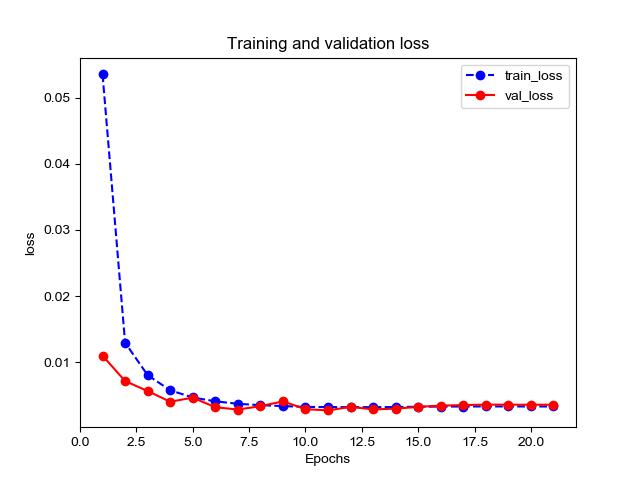 Training and validation loss
train_loss
val_loss
0.05
0.04
0.03
0.02
0.01
loss
0.0 2.5 5.0 7.5 10.0 12.5 15.0 17.5 20.0
Epochs